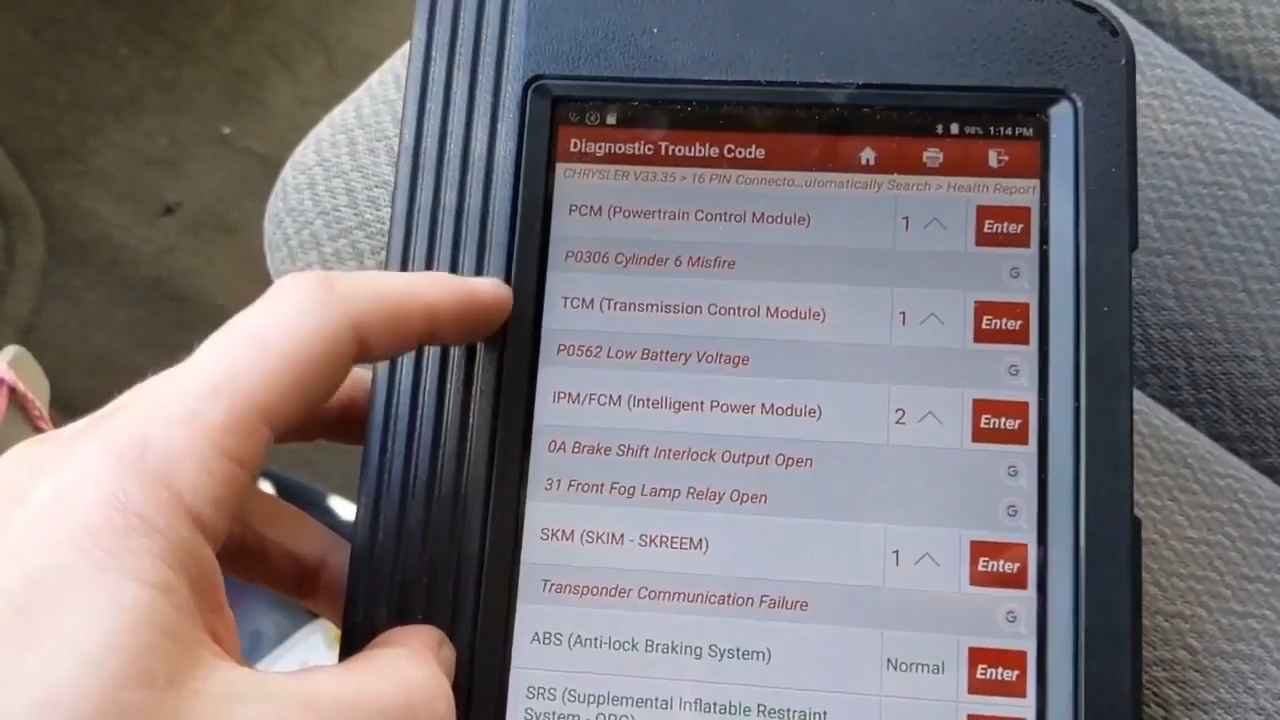 98% 1:14 PM
Diagnostic Trouble Code
CHRYSLER V33.35 > 16 PIN Connecto...utomatically Search > Health Report
PCM (Powertrain Control Module) 1 Enter
P0306 Cylinder 6 Misfire G
TCM (Transmission Control Module) 1 Enter
P0562 Low Battery Voltage G
IPM/FCM (Intelligent Power Module) 2 Enter
0A Brake Shift Interlock Output Open G
31 Front Fog Lamp Relay Open G
SKM (SKIM - SKREEM) 1 Enter
Transponder Communication Failure G
ABS (Anti-lock Braking System) Normal Enter
SRS (Supplemental Inflatable Restraint
System - ORC)